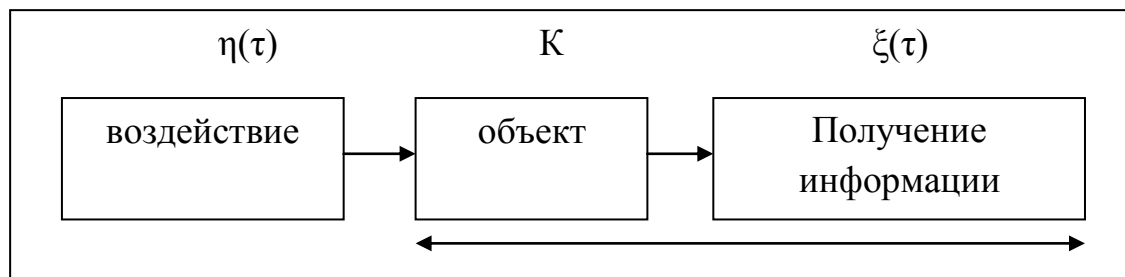 η(τ) К ξ(τ)
воздействие объект Получение
информации